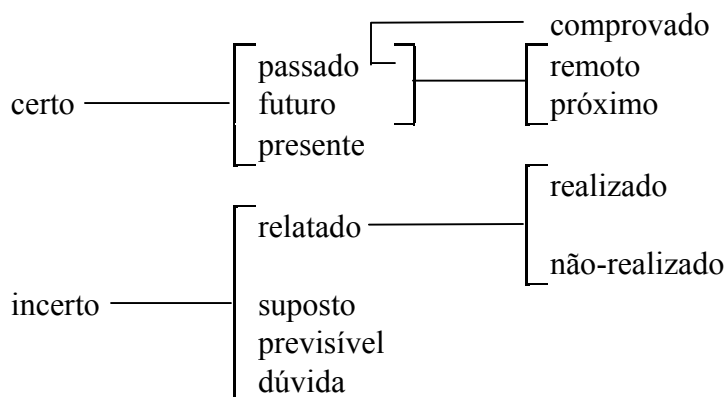 comprovado
passado remoto
certo futuro próximo
presente
realizado
relatado
não-realizado
incerto suposto
previsível
dúvida